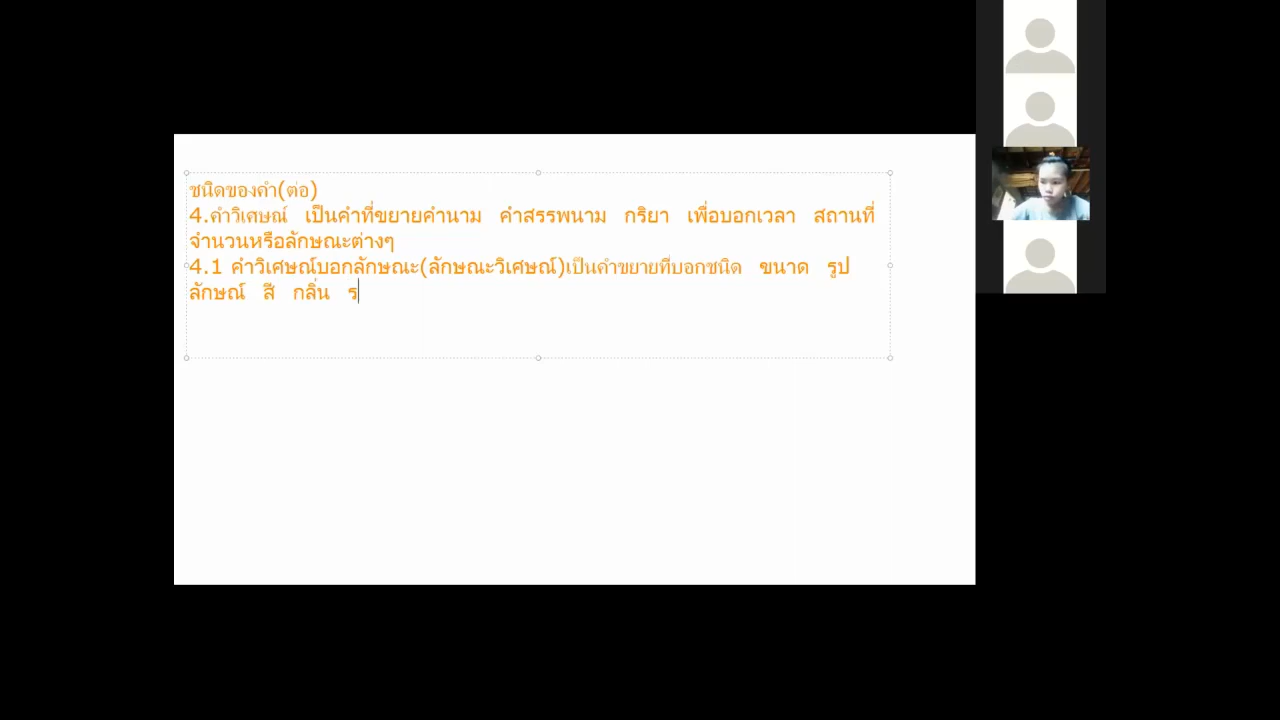 ชนิดของคำ(ต่อ)
4.คำวิเศษณ์ เป็นคำที่ขยายคำนาม คำสรรพนาม กริยา เพื่อบอกเวลา สถานที่
จำนวนหรือลักษณะต่างๆ
4.1 คำวิเศษณ์บอกลักษณะ(ลักษณะวิเศษณ์)เป็นคำขยายที่บอกชนิด ขนาด รูป
ลักษณ์ สี กลิ่น ร